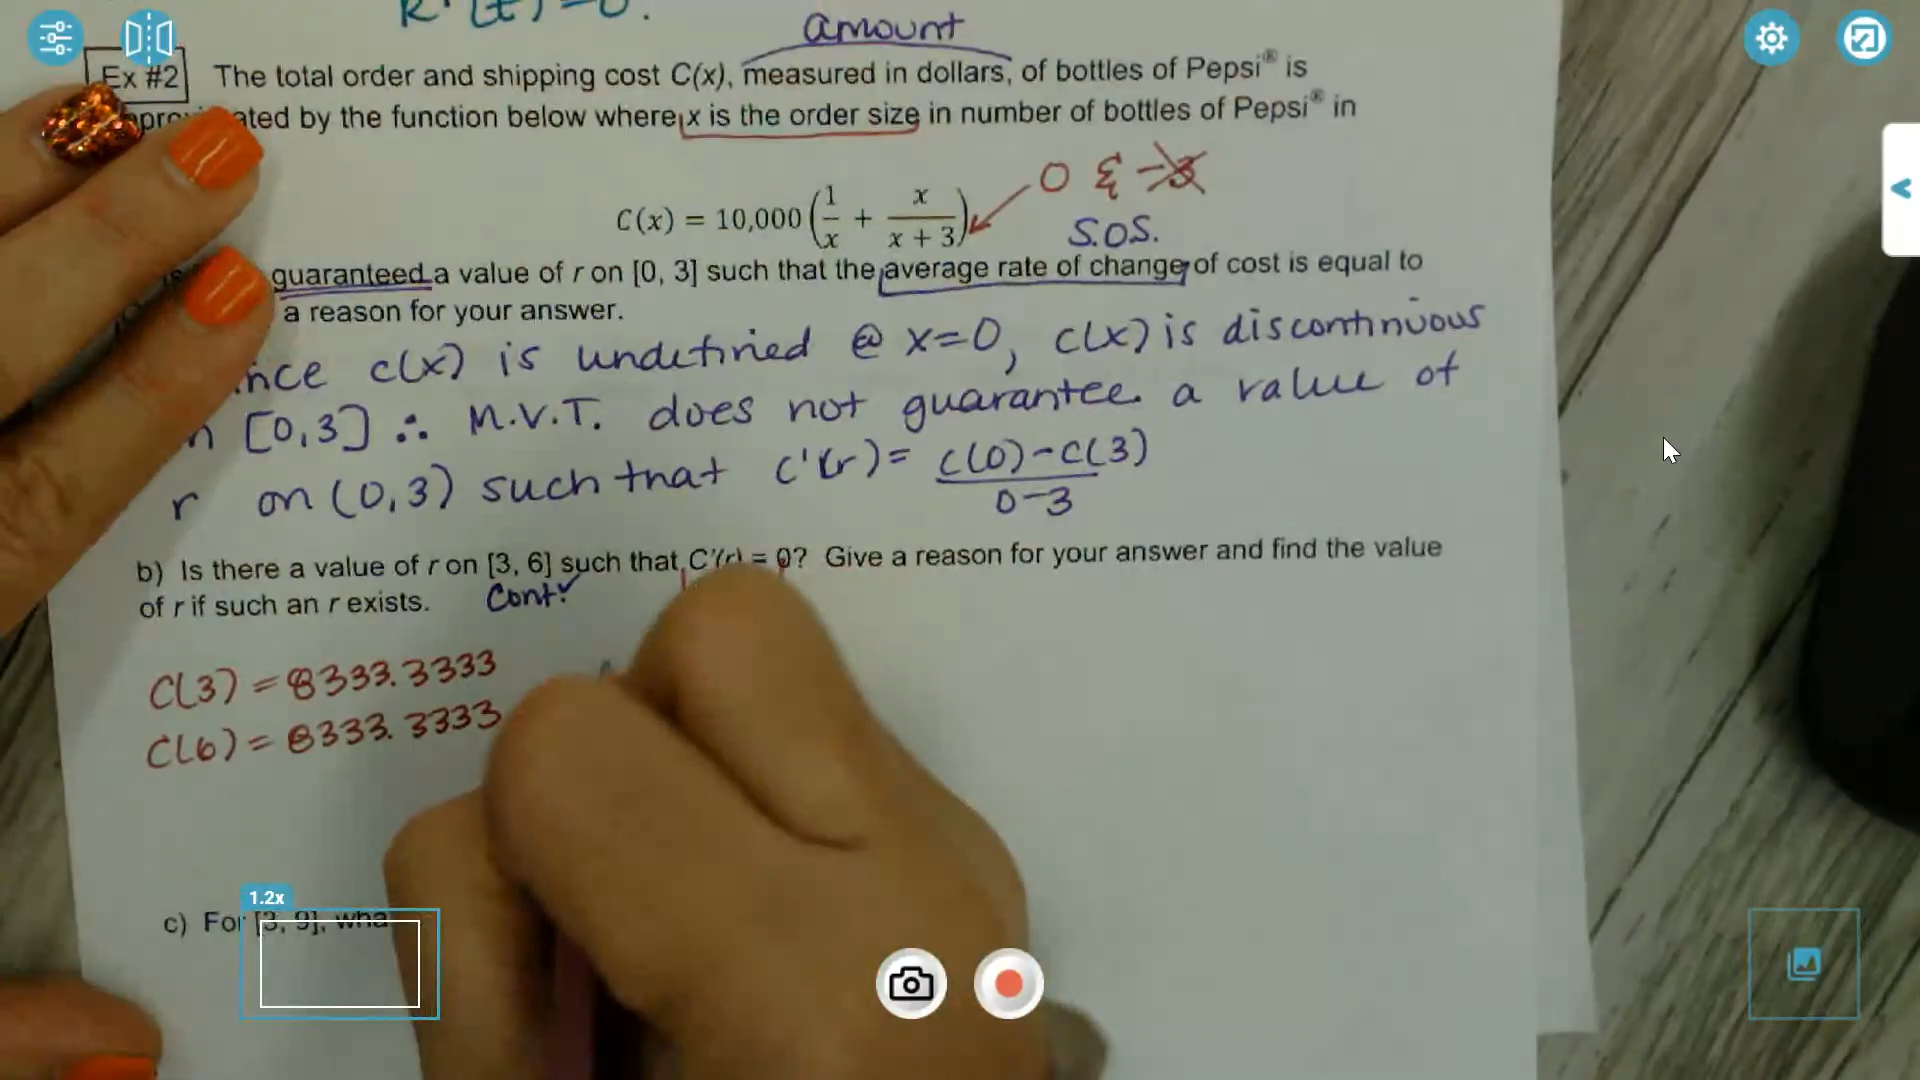 R'(t)=0.
amount
Ex #2 The total order and shipping cost C(x), measured in dollars, of bottles of Pepsi® is
ated by the function below where x is the order size in number of bottles of Pepsi® in
0 & -3
C(x) = 10,000 (1/x + x/(x + 3))
S.O.S.
guaranteed a value of r on [0, 3] such that the average rate of change of cost is equal to
a reason for your answer.
nce c(x) is undefined @ x=0, c(x) is discontinuous
n [0,3] ∴ M.V.T. does not guarantee a value of
r on (0,3) such that c'(r)= c(0)-c(3)
0-3
b) Is there a value of r on [3, 6] such that C'(r) = 0? Give a reason for your answer and find the value
of r if such an r exists. Cont. ✓
C(3) = 8333.3333
C(6) = 8333.3333
1.2x
c) For [3, 9], wha